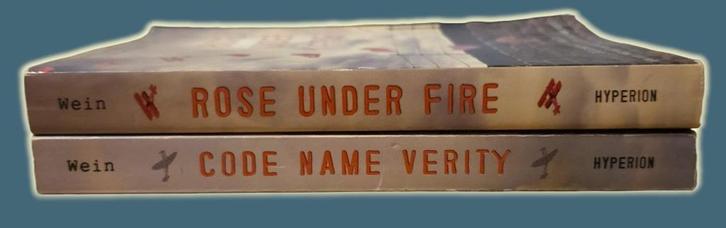 Wein ROSE UNDER FIRE HYPERION
Wein CODE NAME VERITY HYPERION